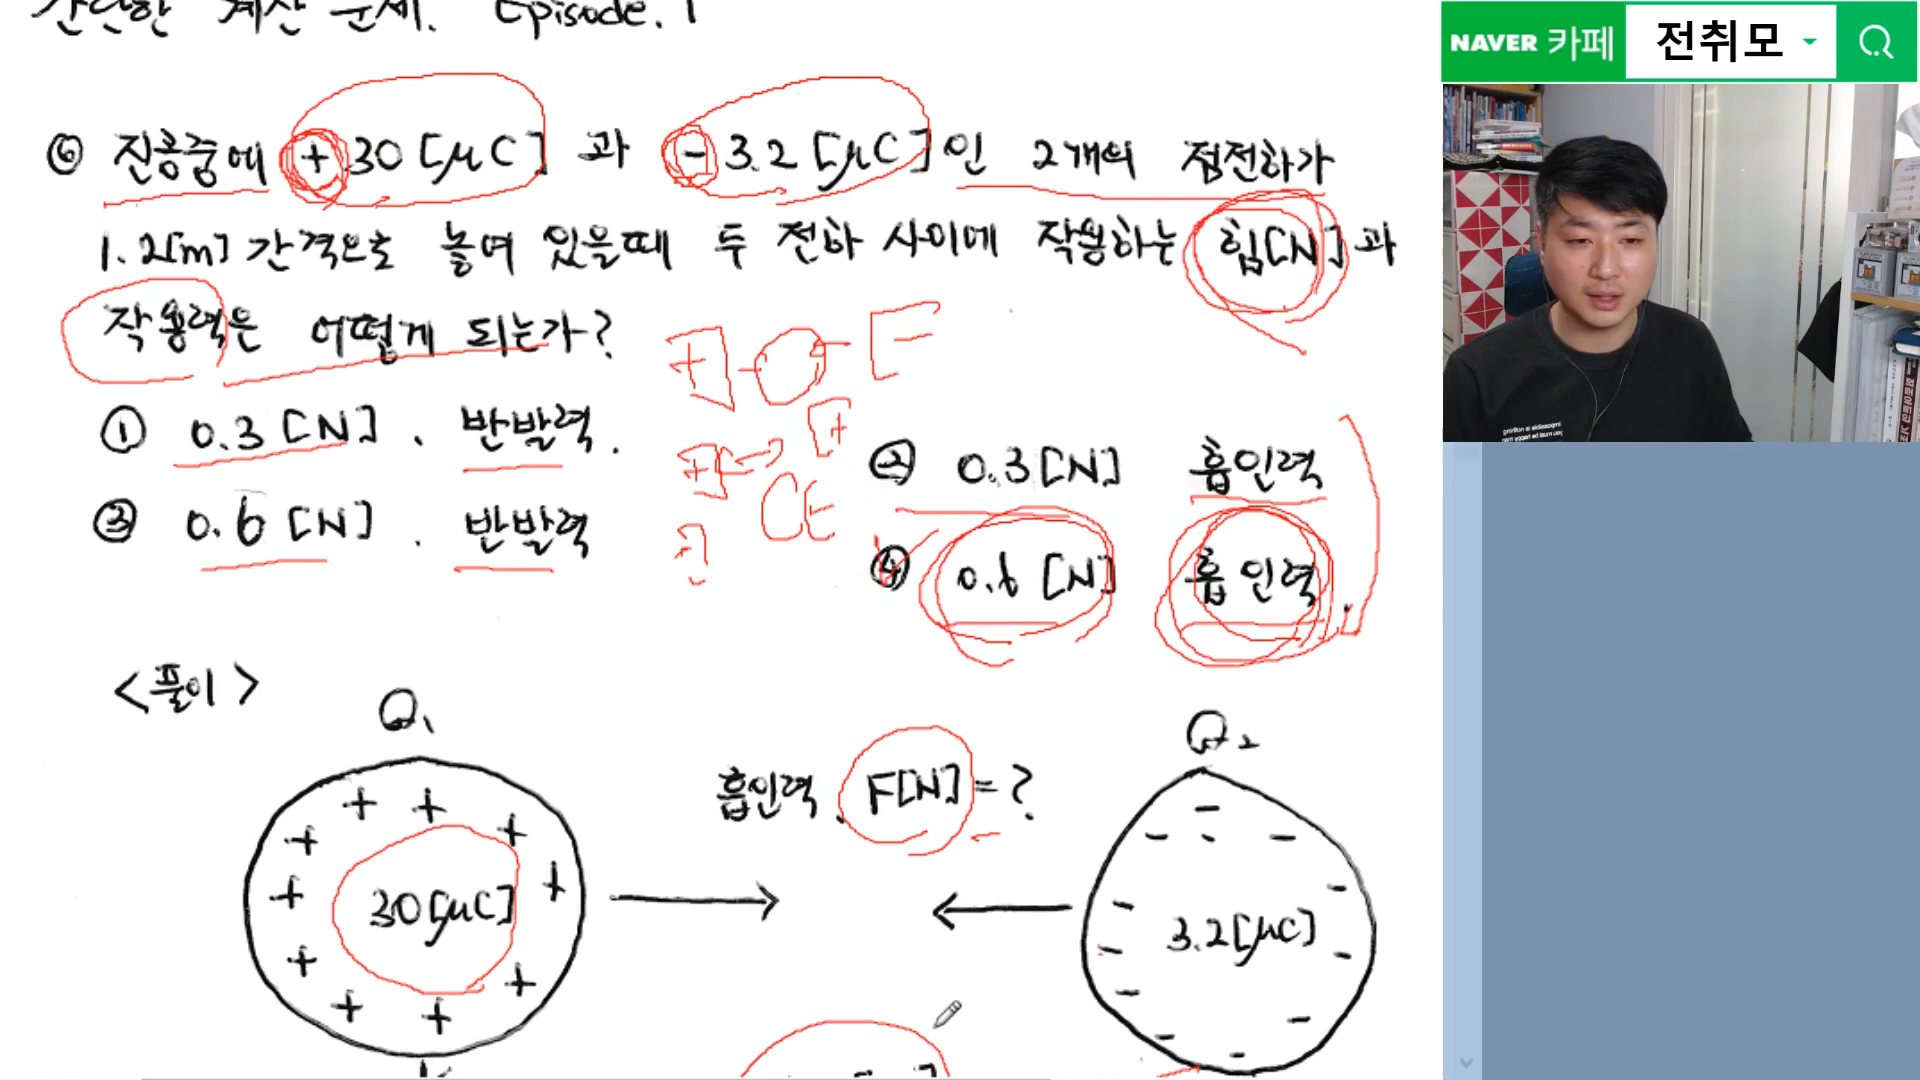 간단한 계산 문제. Episode. 1
⑥ 진공중에 +30 [μC] 과 -3.2 [μC]인 2개의 점전하가
1.2[m] 간격으로 놓여 있을때 두 전하 사이에 작용하는 힘[N]과
작용력은 어떻게 되는가?
① 0.3 [N]. 반발력.
② 0.3[N] 흡인력
③ 0.6 [N]. 반발력
④ 0.6 [N] 흡인력
<풀이>
Q₁
Q₂
흡인력. F[N] = ?
30[μC]
3.2[μC]
NAVER 카페 전취모